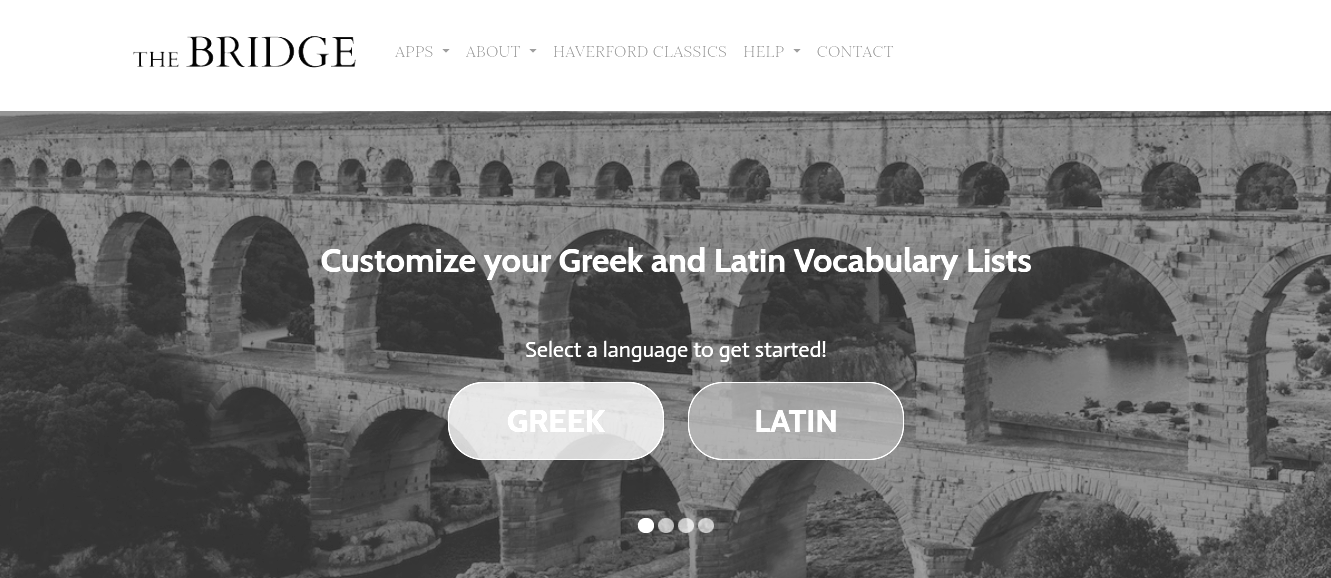 THE BRIDGE
APPS ABOUT HAVERFORD CLASSICS HELP CONTACT
Customize your Greek and Latin Vocabulary Lists
Select a language to get started!
GREEK LATIN